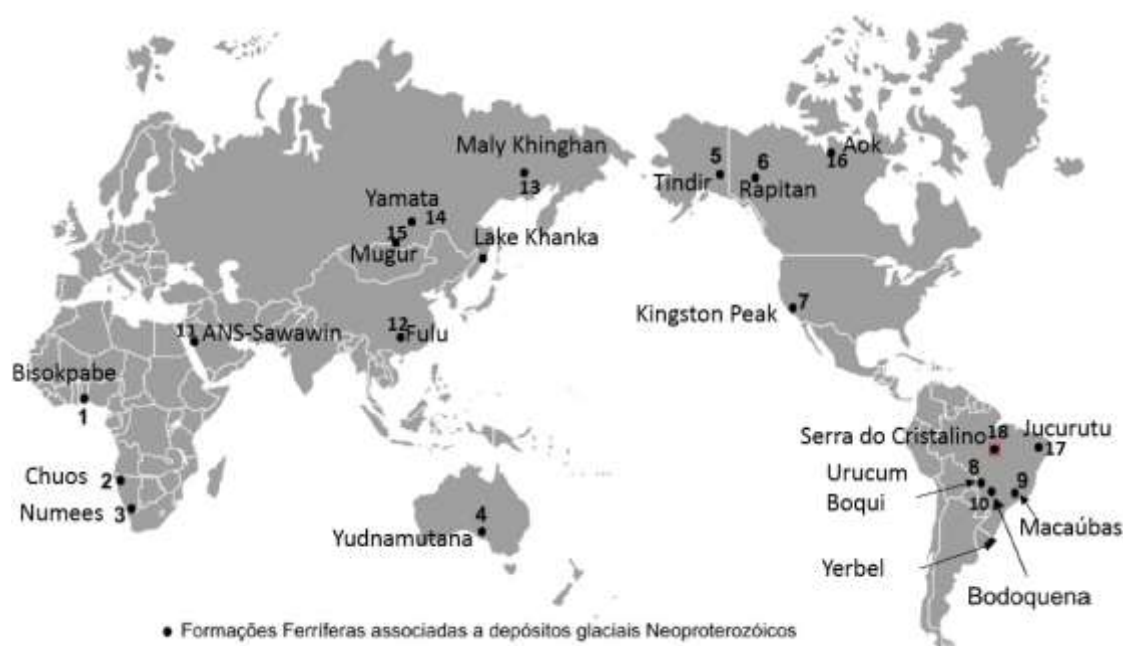 Maly Khinghan
13
Yamata
14
15
Mugur
Lake Khanka
5
Tindir
6
Rapitan
Aok
16
Kingston Peak
7
11
ANS-Sawawin
12
Fulu
Bisokpabe
1
Chuos
2
Numees
3
4
Yudnamutana
Serra do Cristalino
18
Jucurutu
17
Urucum
8
Boqui
10
9
Macaúbas
Yerbel
Bodoquena
Formações Ferríferas associadas a depósitos glaciais Neoproterozóicos